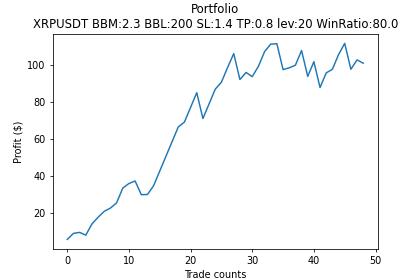 Portfolio
XRPUSDT BBM:2.3 BBL:200 SL:1.4 TP:0.8 lev:20 WinRatio:80.0
100
80
60
40
20
Profit ($)
0 10 20 30 40 50
Trade counts